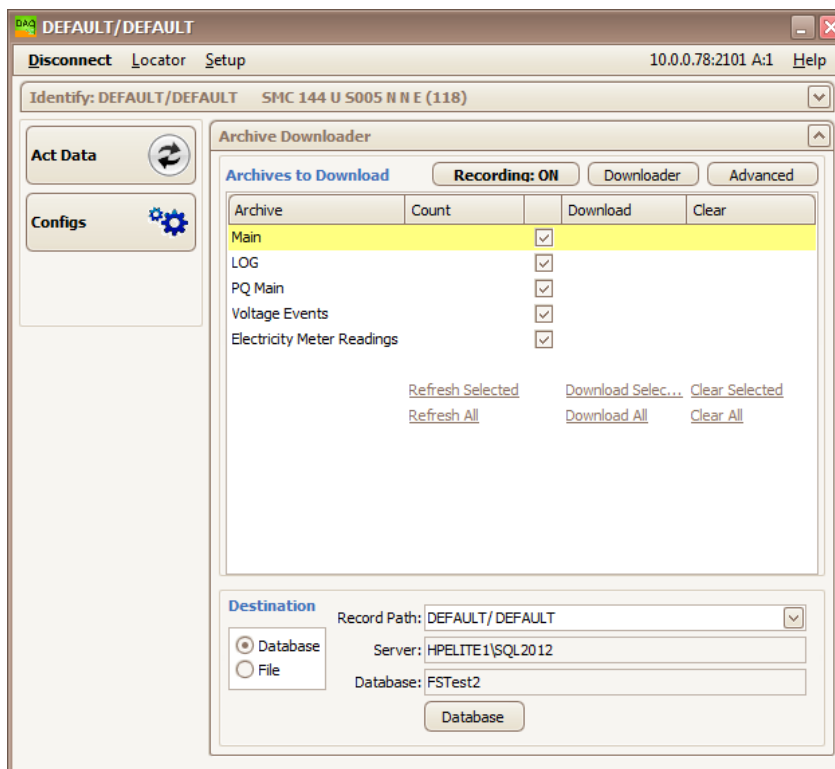 DAQ DEFAULT/DEFAULT
Disconnect Locator Setup 10.0.0.78:2101 A:1 Help
Identify: DEFAULT/DEFAULT SMC 144 U S005 N N E (118)
Act Data
Configs
Archive Downloader
Archives to Download Recording: ON Downloader Advanced
Archive Count Download Clear
Main
LOG
PQ Main
Voltage Events
Electricity Meter Readings
Refresh Selected Download Selec... Clear Selected
Refresh All Download All Clear All
Destination
Database
File
Record Path: DEFAULT/ DEFAULT
Server: HPELITE1\SQL2012
Database: FSTest2
Database